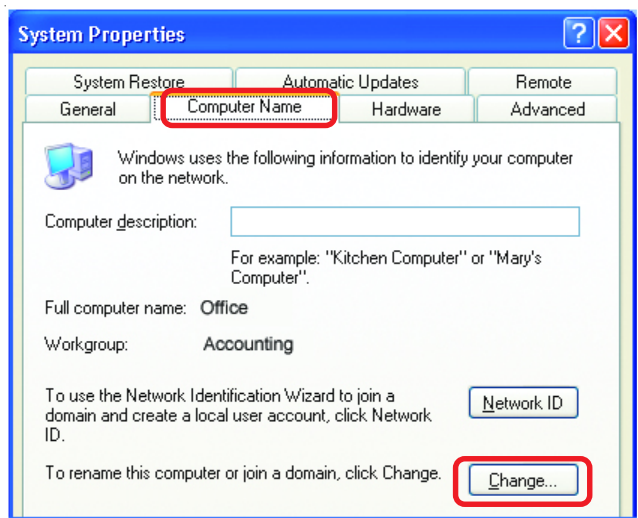 System Properties
System Restore Automatic Updates Remote
General Computer Name Hardware Advanced
Windows uses the following information to identify your computer
on the network.
Computer description:
For example: "Kitchen Computer" or "Mary's
Computer".
Full computer name: Office
Workgroup: Accounting
To use the Network Identification Wizard to join a
domain and create a local user account, click Network
ID.
Network ID
To rename this computer or join a domain, click Change.
Change...